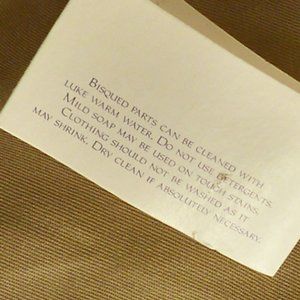 Bisqued parts can be cleaned with
luke warm water. Do not use detergents.
Mild soap may be used on tough stains.
Clothing should not be washed as it
may shrink. Dry clean if absolutely necessary.